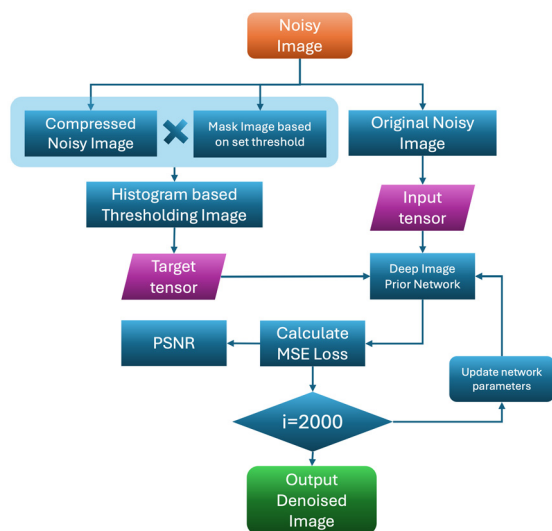 Noisy
Image
Compressed
Noisy Image
Mask Image based
on set threshold
Original Noisy
Image
Histogram based
Thresholding Image
Input
tensor
Target
tensor
Deep Image
Prior Network
PSNR
Calculate
MSE Loss
Update network
parameters
i=2000
Output
Denoised
Image